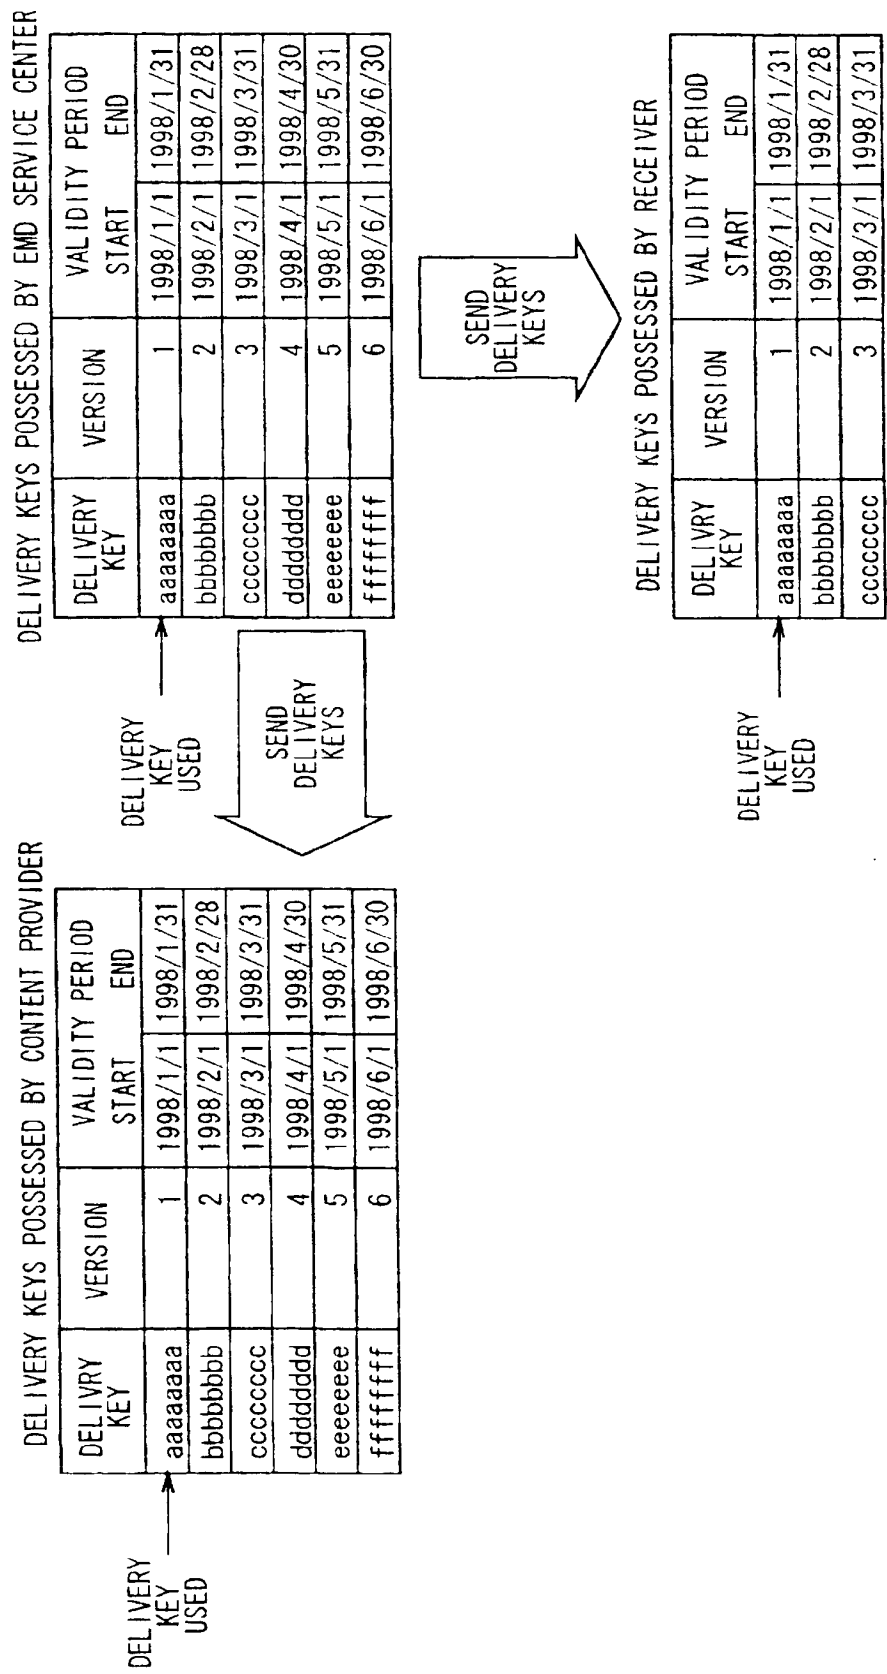 DELIVERY KEYS POSSESSED BY CONTENT PROVIDER
DELIVRY KEY VERSION VALIDITY PERIOD
START END
aaaaaaaa 1 1998/1/1 1998/1/31
bbbbbbbb 2 1998/2/1 1998/2/28
cccccccc 3 1998/3/1 1998/3/31
dddddddd 4 1998/4/1 1998/4/30
eeeeeeee 5 1998/5/1 1998/5/31
ffffffff 6 1998/6/1 1998/6/30
DELIVERY
KEY
USED
SEND
DELIVERY
KEYS
DELIVERY KEYS POSSESSED BY EMD SERVICE CENTER
DELIVERY KEY VERSION VALIDITY PERIOD
START END
aaaaaaaa 1 1998/1/1 1998/1/31
bbbbbbbb 2 1998/2/1 1998/2/28
cccccccc 3 1998/3/1 1998/3/31
dddddddd 4 1998/4/1 1998/4/30
eeeeeeee 5 1998/5/1 1998/5/31
ffffffff 6 1998/6/1 1998/6/30
DELIVERY
KEY
USED
SEND
DELIVERY
KEYS
DELIVERY KEYS POSSESSED BY RECEIVER
DELIVRY KEY VERSION VALIDITY PERIOD
START END
aaaaaaaa 1 1998/1/1 1998/1/31
bbbbbbbb 2 1998/2/1 1998/2/28
cccccccc 3 1998/3/1 1998/3/31
DELIVERY
KEY
USED